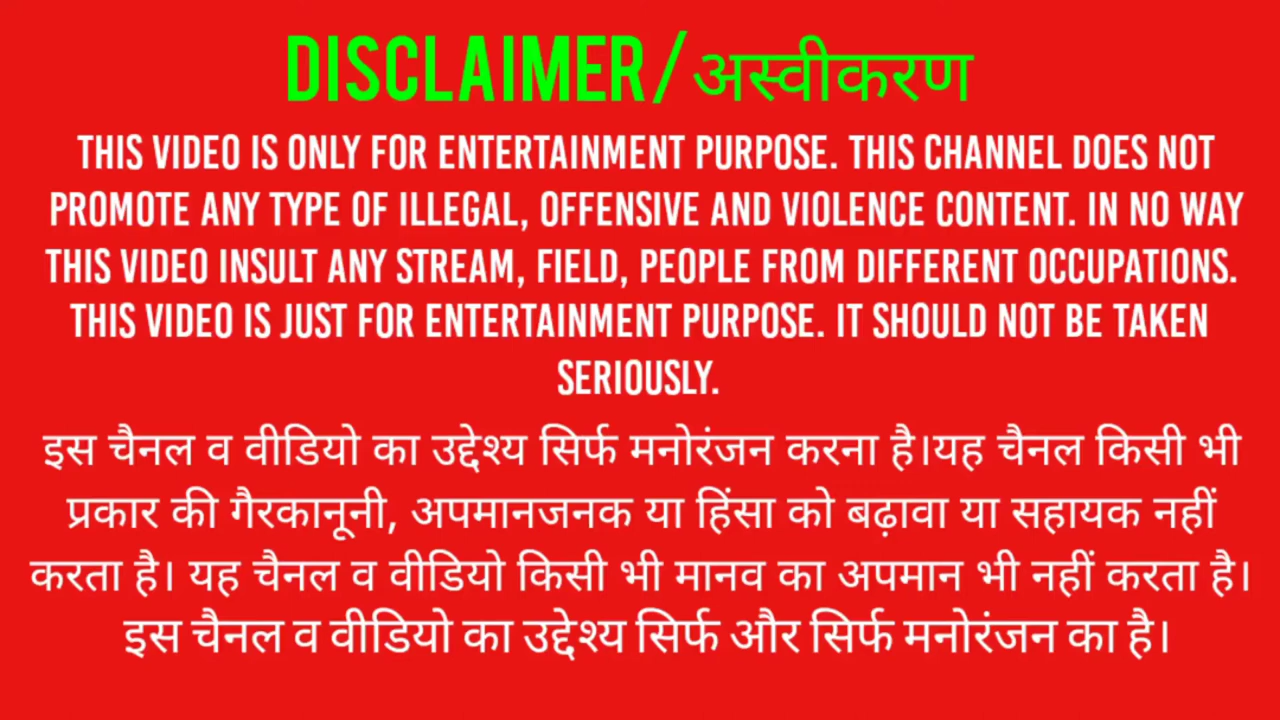 DISCLAIMER/अस्वीकरण
THIS VIDEO IS ONLY FOR ENTERTAINMENT PURPOSE. THIS CHANNEL DOES NOT
PROMOTE ANY TYPE OF ILLEGAL, OFFENSIVE AND VIOLENCE CONTENT. IN NO WAY
THIS VIDEO INSULT ANY STREAM, FIELD, PEOPLE FROM DIFFERENT OCCUPATIONS.
THIS VIDEO IS JUST FOR ENTERTAINMENT PURPOSE. IT SHOULD NOT BE TAKEN
SERIOUSLY.
इस चैनल व वीडियो का उद्देश्य सिर्फ मनोरंजन करना है।यह चैनल किसी भी
प्रकार की गैरकानूनी, अपमानजनक या हिंसा को बढ़ावा या सहायक नहीं
करता है। यह चैनल व वीडियो किसी भी मानव का अपमान भी नहीं करता है।
इस चैनल व वीडियो का उद्देश्य सिर्फ और सिर्फ मनोरंजन का है।